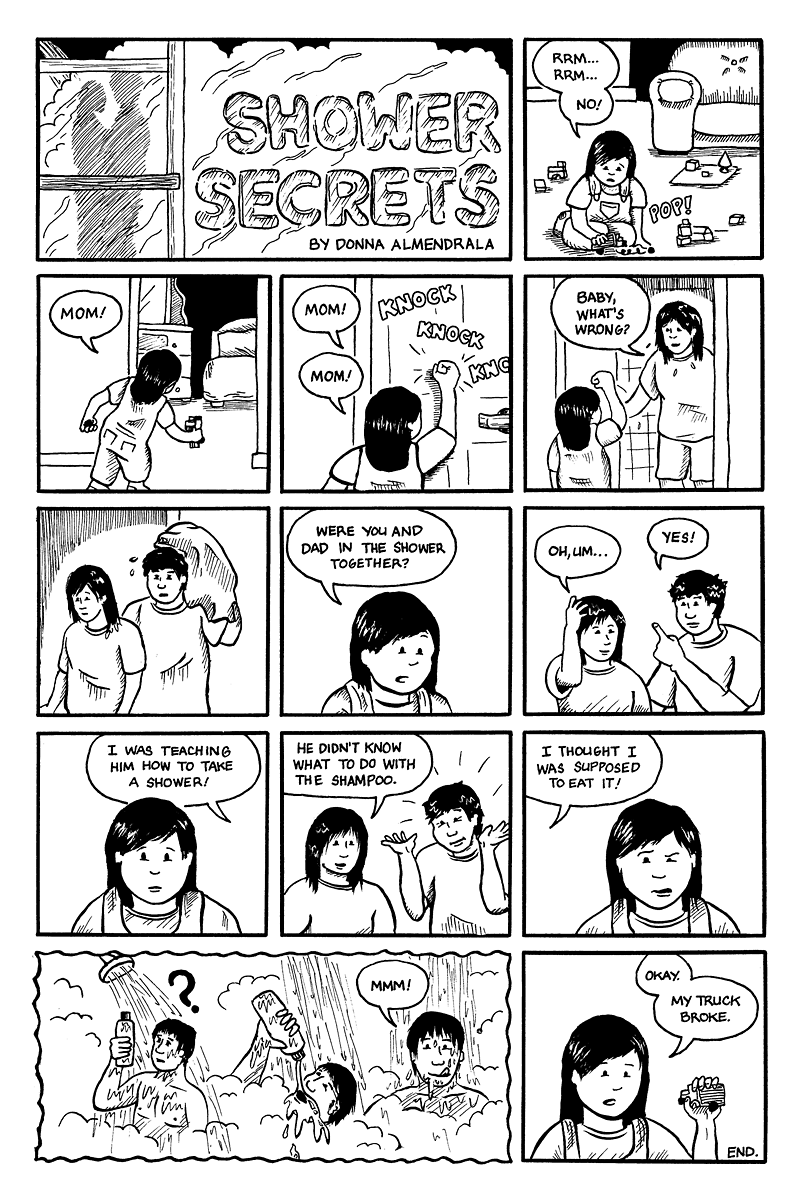 SHOWER
SECRETS
BY DONNA ALMENDRALA
RRM...
RRM...
NO!
POP!
MOM!
MOM!
MOM!
KNOCK
KNOCK
KNOC
BABY,
WHAT'S
WRONG?
WERE YOU AND
DAD IN THE SHOWER
TOGETHER?
OH, UM...
YES!
I WAS TEACHING
HIM HOW TO TAKE
A SHOWER!
HE DIDN'T KNOW
WHAT TO DO WITH
THE SHAMPOO.
I THOUGHT I
WAS SUPPOSED
TO EAT IT!
?
MMM!
OKAY.
MY TRUCK
BROKE.
END.